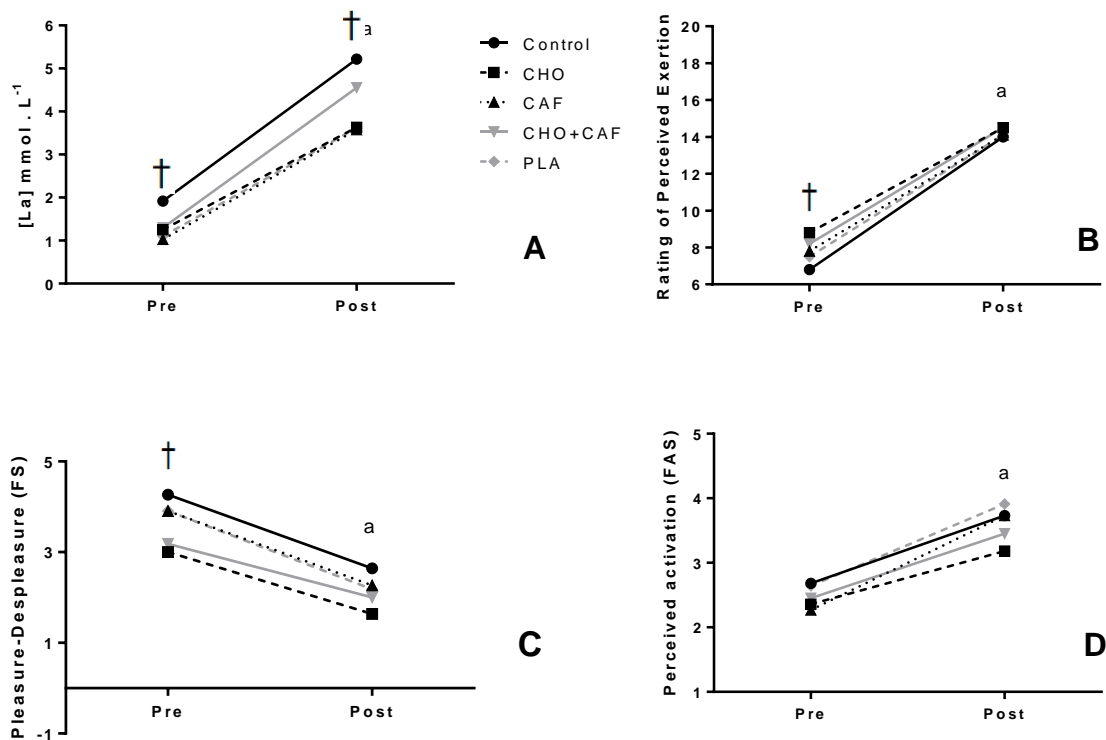 [La] mmol . L-1
6
5
4
3
2
1
0
† a
†
Pre Post
A
Control
CHO
CAF
CHO+CAF
PLA
Rating of Perceived Exertion
20
18
16
14
12
10
8
6
a
†
Pre Post
B
Pleasure-Despleasure (FS)
5
3
1
-1
†
a
Pre Post
C
Perceived activation (FAS)
5
4
3
2
1
a
Pre Post
D